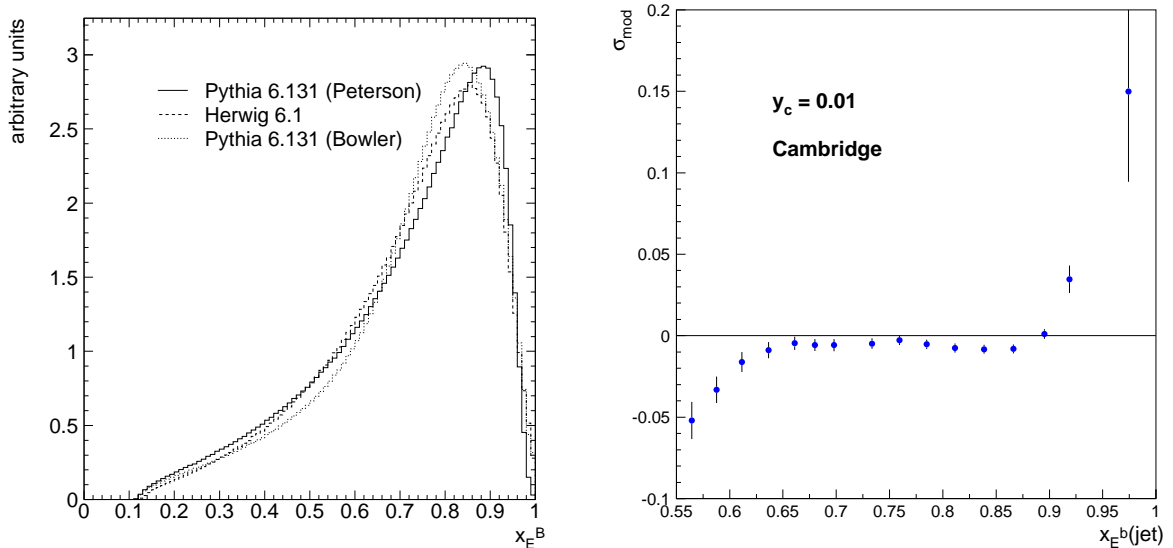 arbitrary units
3
2.5
2
1.5
1
0.5
0
Pythia 6.131 (Peterson)
Herwig 6.1
Pythia 6.131 (Bowler)
0 0.1 0.2 0.3 0.4 0.5 0.6 0.7 0.8 0.9 1
x_E^B
σ_mod
0.2
0.15
0.1
0.05
0
-0.05
-0.1
y_c = 0.01
Cambridge
0.55 0.6 0.65 0.7 0.75 0.8 0.85 0.9 0.95 1
x_E^b(jet)